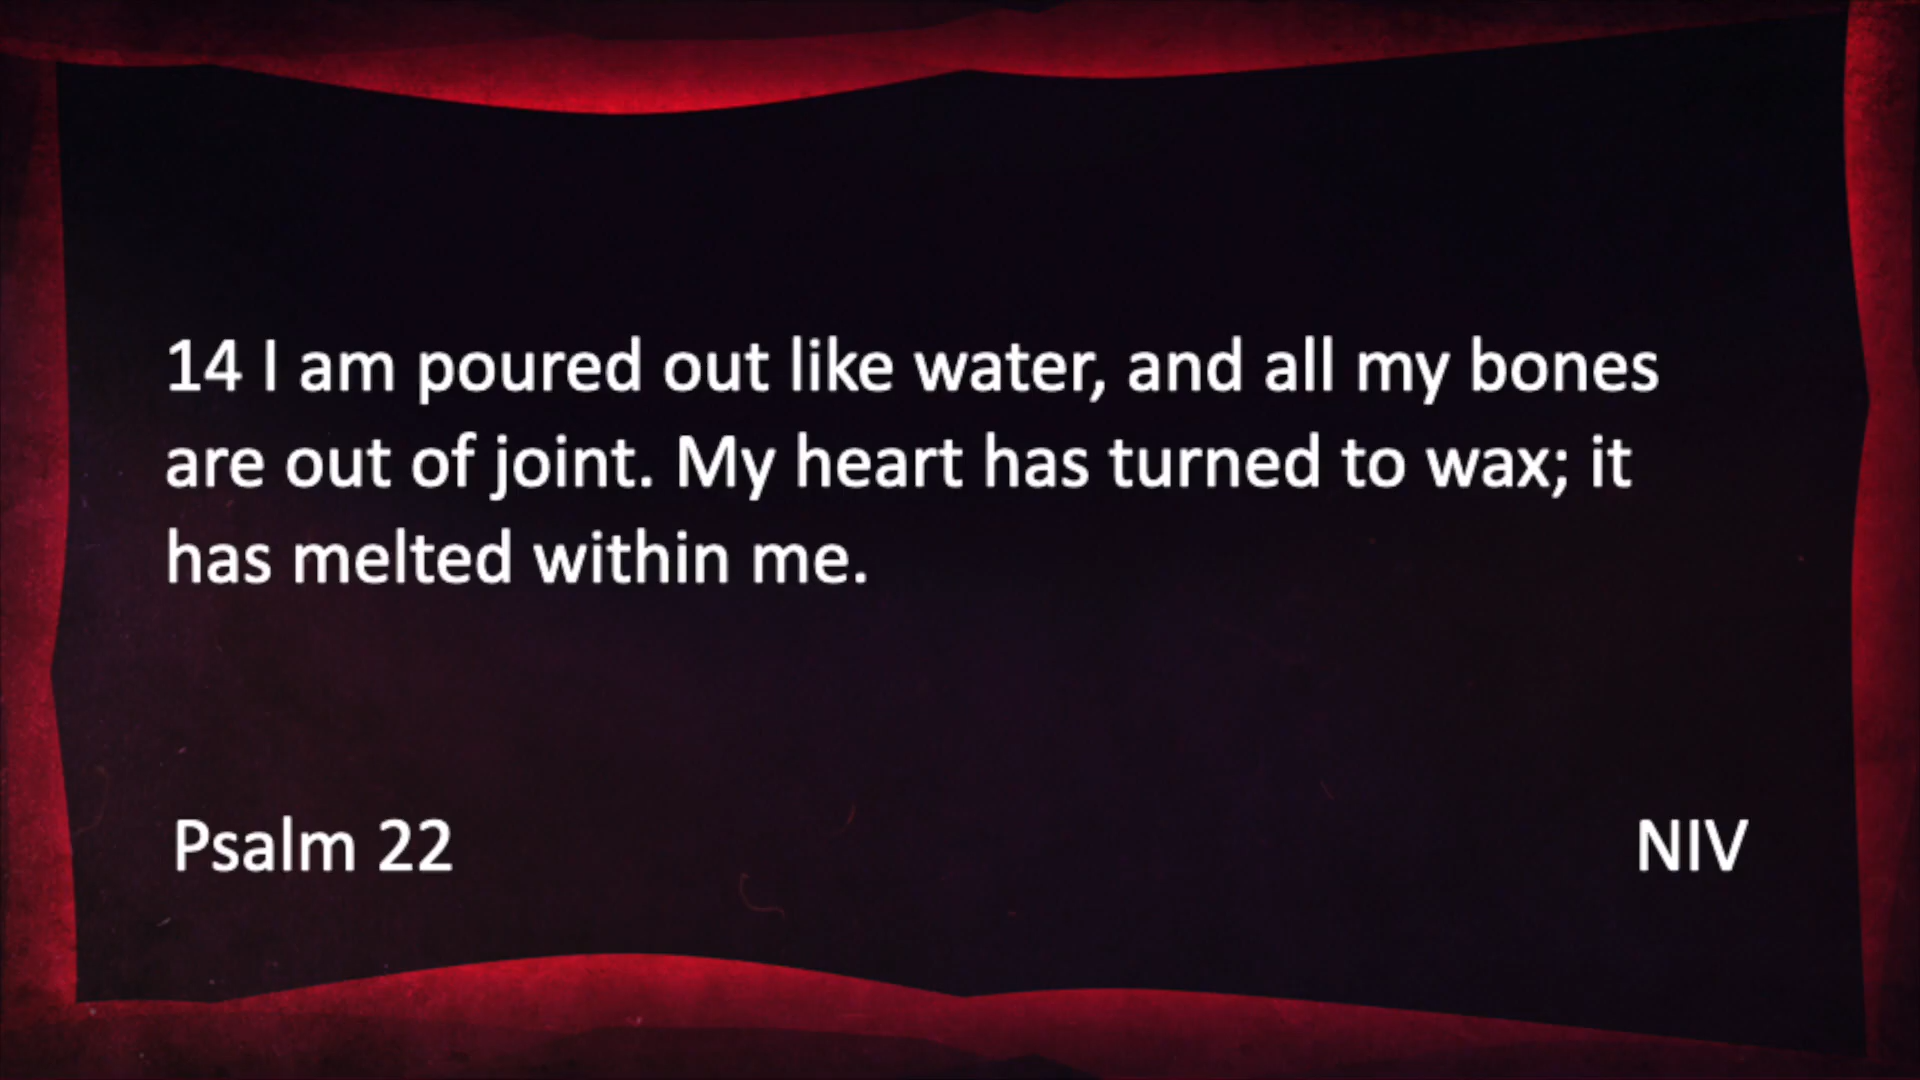 14 I am poured out like water, and all my bones
are out of joint. My heart has turned to wax; it
has melted within me.
Psalm 22
NIV